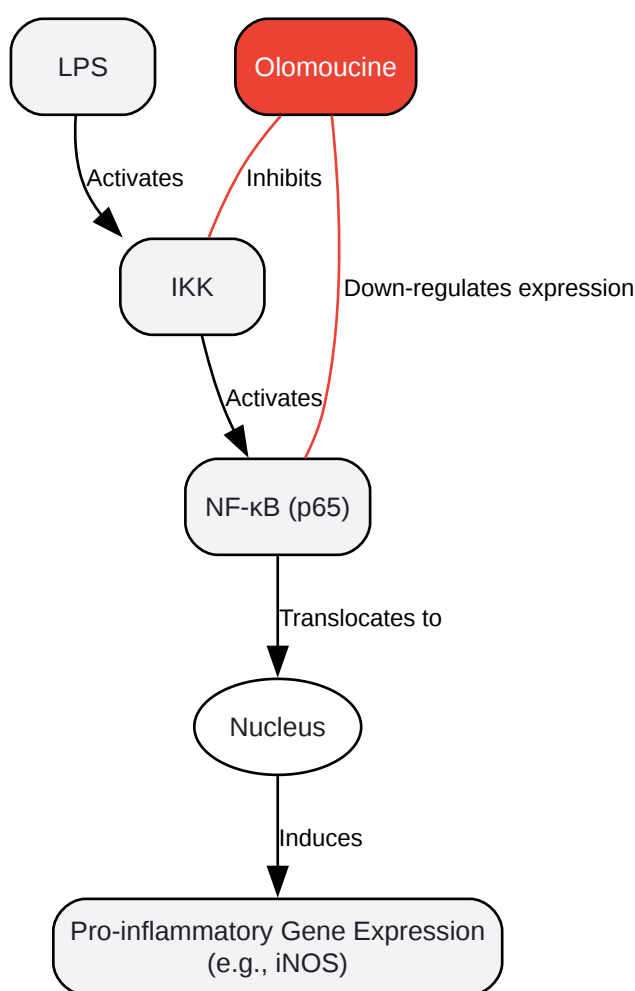 LPS
Olomoucine
Activates
Inhibits
IKK
Down-regulates expression
Activates
NF-κB (p65)
Translocates to
Nucleus
Induces
Pro-inflammatory Gene Expression
(e.g., iNOS)